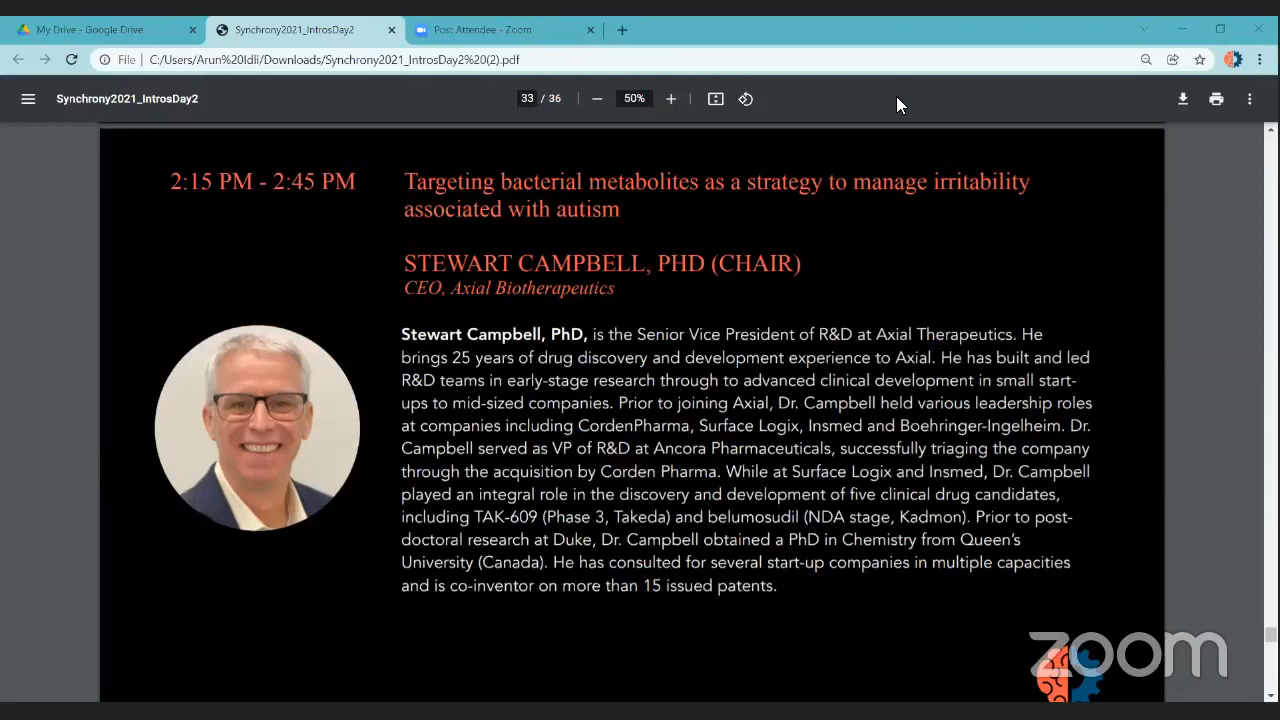 My Drive - Google Drive
Synchrony2021_IntrosDay2
Post Attendee - Zoom
File
C:/Users/Arun%20Idli/Downloads/Synchrony2021_IntrosDay2%20(2).pdf
Synchrony2021_IntrosDay2
33 / 36
50%
2:15 PM - 2:45 PM
Targeting bacterial metabolites as a strategy to manage irritability
associated with autism
STEWART CAMPBELL, PHD (CHAIR)
CEO, Axial Biotherapeutics
Stewart Campbell, PhD, is the Senior Vice President of R&D at Axial Therapeutics. He
brings 25 years of drug discovery and development experience to Axial. He has built and led
R&D teams in early-stage research through to advanced clinical development in small start-
ups to mid-sized companies. Prior to joining Axial, Dr. Campbell held various leadership roles
at companies including CordenPharma, Surface Logix, Insmed and Boehringer-Ingelheim. Dr.
Campbell served as VP of R&D at Ancora Pharmaceuticals, successfully triaging the company
through the acquisition by Corden Pharma. While at Surface Logix and Insmed, Dr. Campbell
played an integral role in the discovery and development of five clinical drug candidates,
including TAK-609 (Phase 3, Takeda) and belumosudil (NDA stage, Kadmon). Prior to post-
doctoral research at Duke, Dr. Campbell obtained a PhD in Chemistry from Queen's
University (Canada). He has consulted for several start-up companies in multiple capacities
and is co-inventor on more than 15 issued patents.
zoom